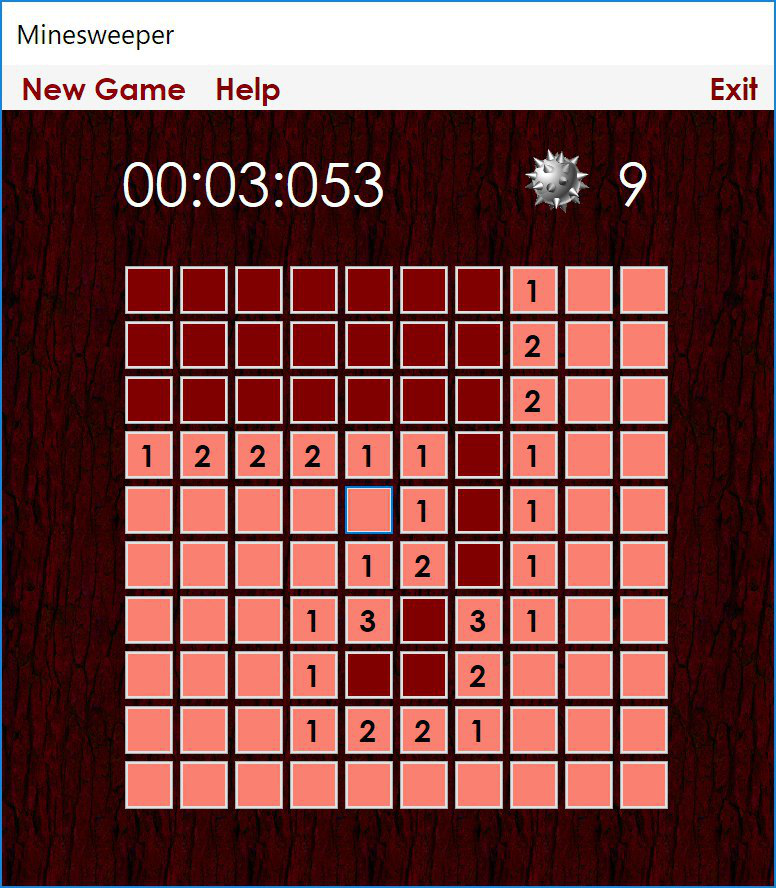 Minesweeper
New Game Help Exit
00:03:053 9
1
2
2
1 2 2 2 1 1 1
1 1
1 2 1
1 3 3 1
1 2
1 2 2 1